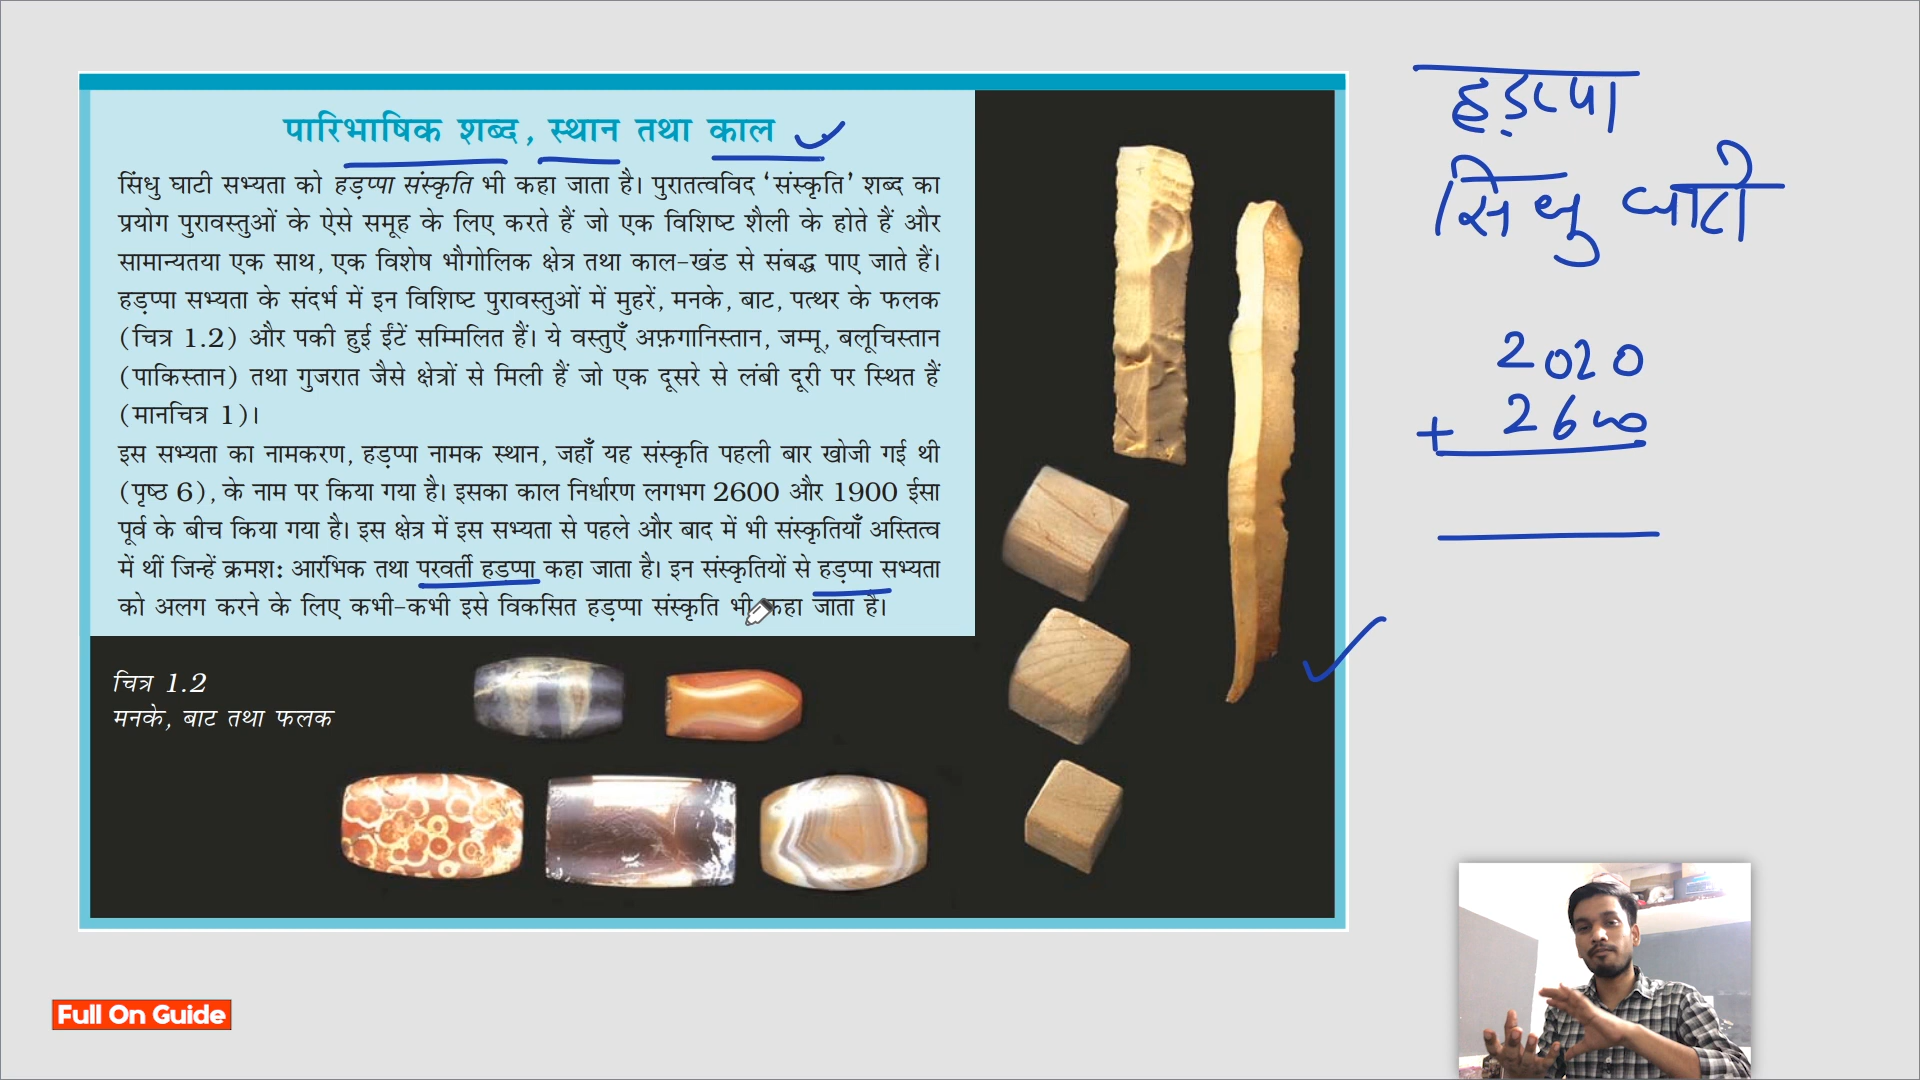 पारिभाषिक शब्द, स्थान तथा काल
सिंधु घाटी सभ्यता को हड़प्पा संस्कृति भी कहा जाता है। पुरातत्वविद ‘संस्कृति’ शब्द का
प्रयोग पुरावस्तुओं के ऐसे समूह के लिए करते हैं जो एक विशिष्ट शैली के होते हैं और
सामान्यतया एक साथ, एक विशेष भौगोलिक क्षेत्र तथा काल-खंड से संबद्ध पाए जाते हैं।
हड़प्पा सभ्यता के संदर्भ में इन विशिष्ट पुरावस्तुओं में मुहरें, मनके, बाट, पत्थर के फलक
(चित्र 1.2) और पकी हुई ईंटें सम्मिलित हैं। ये वस्तुएँ अफ़गानिस्तान, जम्मू, बलूचिस्तान
(पाकिस्तान) तथा गुजरात जैसे क्षेत्रों से मिली हैं जो एक दूसरे से लंबी दूरी पर स्थित हैं
(मानचित्र 1)।
इस सभ्यता का नामकरण, हड़प्पा नामक स्थान, जहाँ यह संस्कृति पहली बार खोजी गई थी
(पृष्ठ 6), के नाम पर किया गया है। इसका काल निर्धारण लगभग 2600 और 1900 ईसा
पूर्व के बीच किया गया है। इस क्षेत्र में इस सभ्यता से पहले और बाद में भी संस्कृतियाँ अस्तित्व
में थीं जिन्हें क्रमश: आरंभिक तथा परवर्ती हडप्पा कहा जाता है। इन संस्कृतियों से हड़प्पा सभ्यता
को अलग करने के लिए कभी-कभी इसे विकसित हड़प्पा संस्कृति भी कहा जाता है।
चित्र 1.2
मनके, बाट तथा फलक
हड़प्पा
सिंधु घाटी
2020
+ 2600
Full On Guide